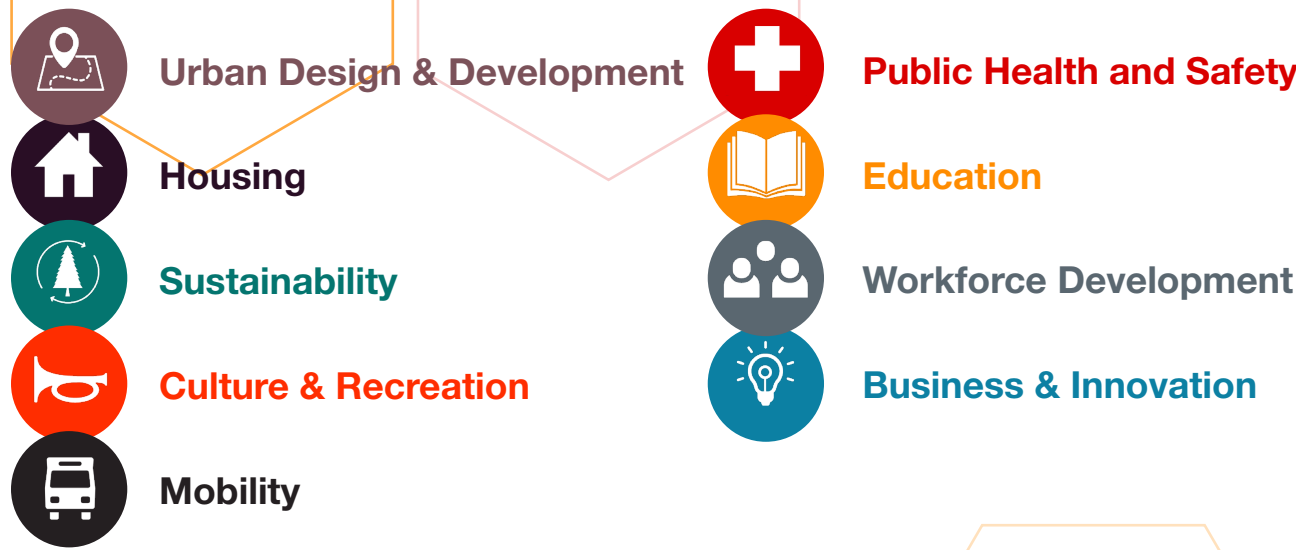 Urban Design & Development
Housing
Sustainability
Culture & Recreation
Mobility
Public Health and Safety
Education
Workforce Development
Business & Innovation